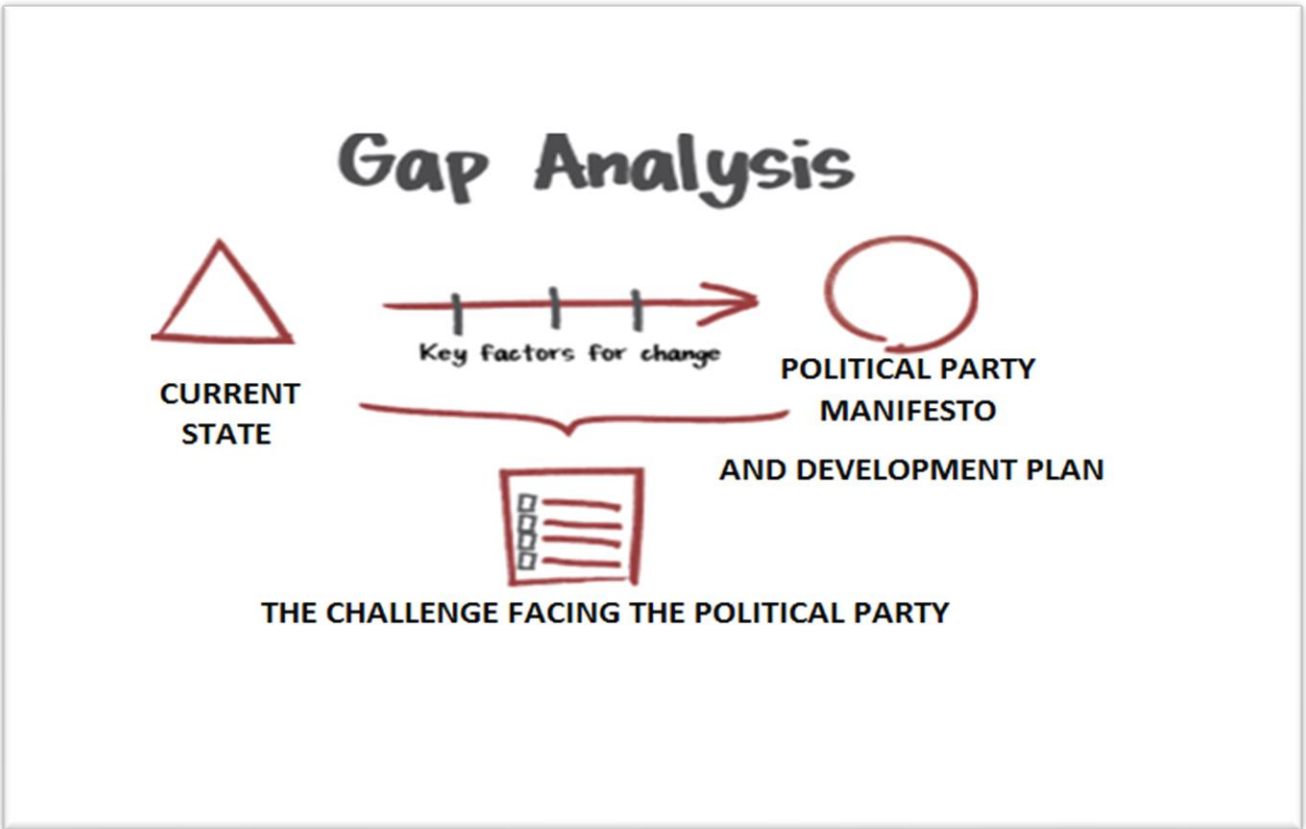 Gap Analysis
Key factors for change
CURRENT
STATE
POLITICAL PARTY
MANIFESTO
AND DEVELOPMENT PLAN
THE CHALLENGE FACING THE POLITICAL PARTY